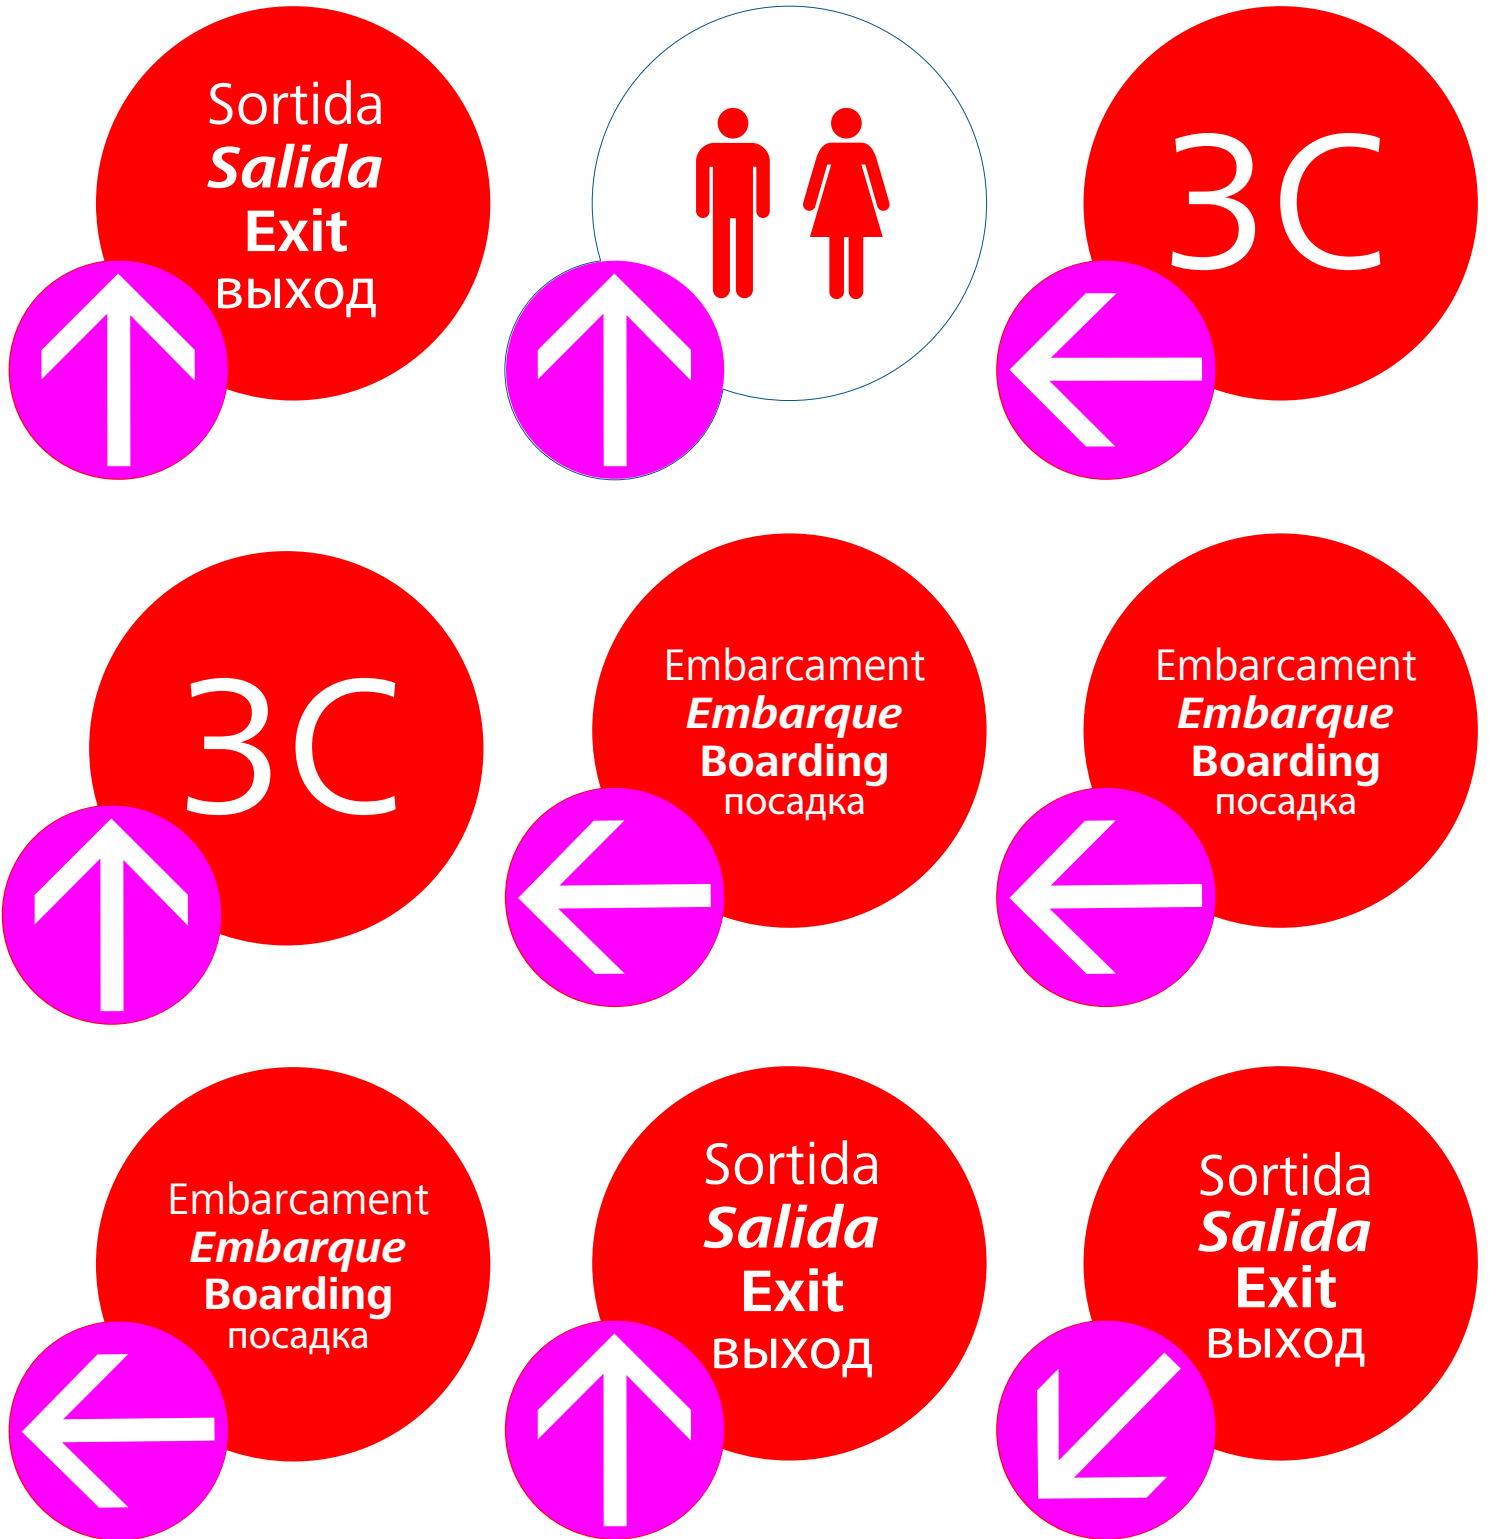 Sortida
Salida
Exit
выход
3C
3C
Embarcament
Embarque
Boarding
посадка
Embarcament
Embarque
Boarding
посадка
Embarcament
Embarque
Boarding
посадка
Sortida
Salida
Exit
выход
Sortida
Salida
Exit
выход